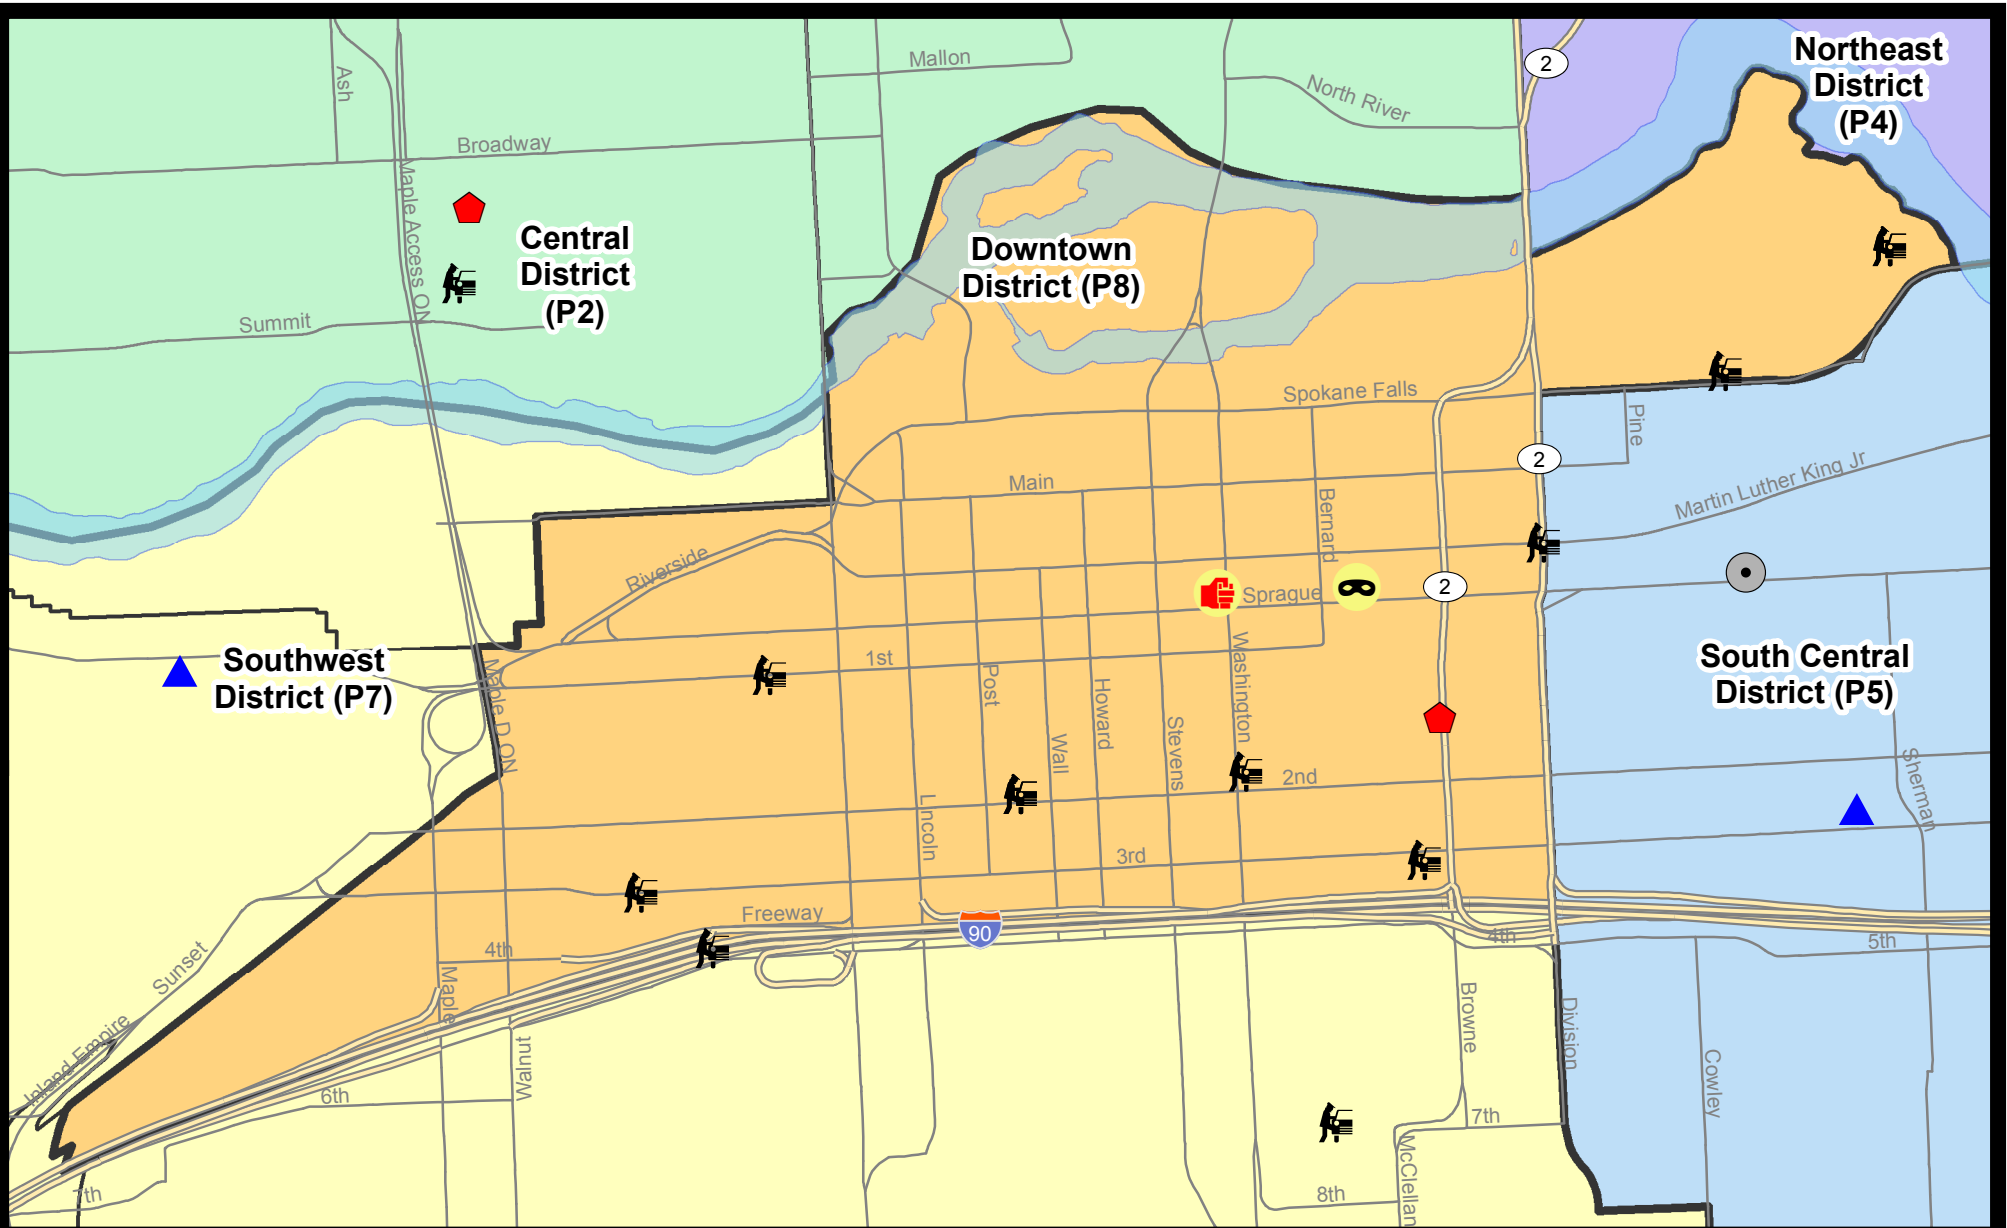 Ash
Mallon
2
Northeast
District
(P4)
North River
Broadway
Maple Access ON
Central
District
(P2)
Downtown
District (P8)
Summit
Spokane Falls
Pine
2
Main
Bernard
Martin Luther King Jr
Riverside
2
Sprague
Southwest
District (P7)
1st
Washington
South Central
District (P5)
Maple D ON
Post
Howard
Wall
Stevens
2nd
Sherman
Lincoln
3rd
Freeway
90
4th
4th
5th
Sunset
Maple
Browne
Division
Inland Empire
Walnut
6th
Cowley
7th
McClellan
7th
8th